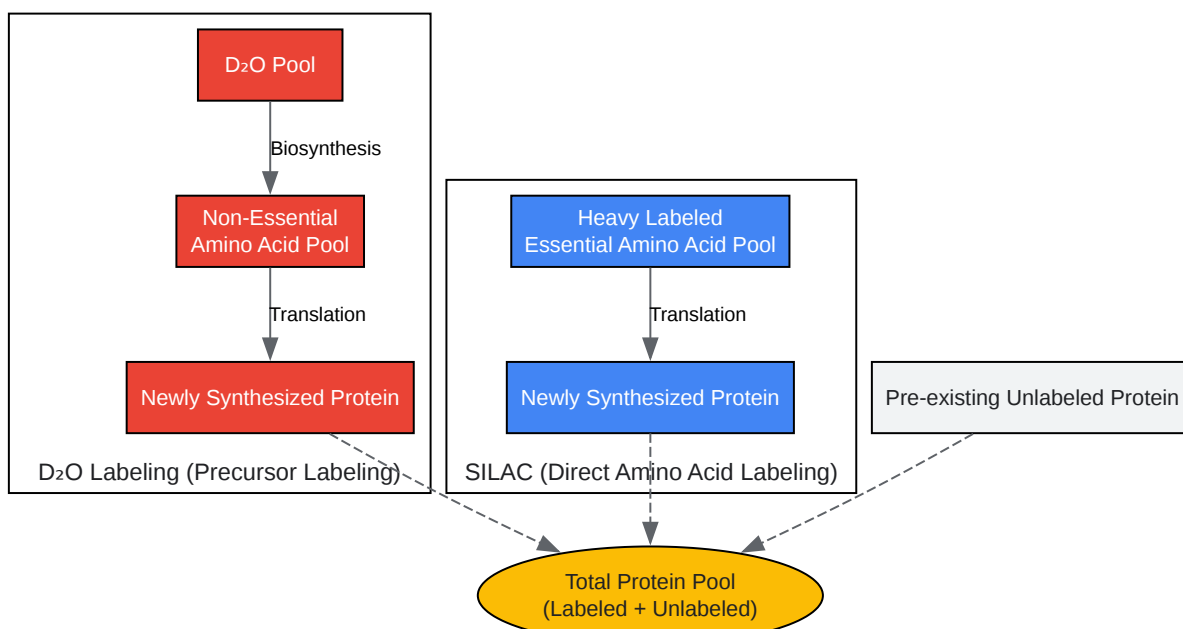 D₂O Pool
Biosynthesis
Non-Essential
Amino Acid Pool
Translation
Newly Synthesized Protein
D₂O Labeling (Precursor Labeling)
Heavy Labeled
Essential Amino Acid Pool
Translation
Newly Synthesized Protein
SILAC (Direct Amino Acid Labeling)
Pre-existing Unlabeled Protein
Total Protein Pool
(Labeled + Unlabeled)